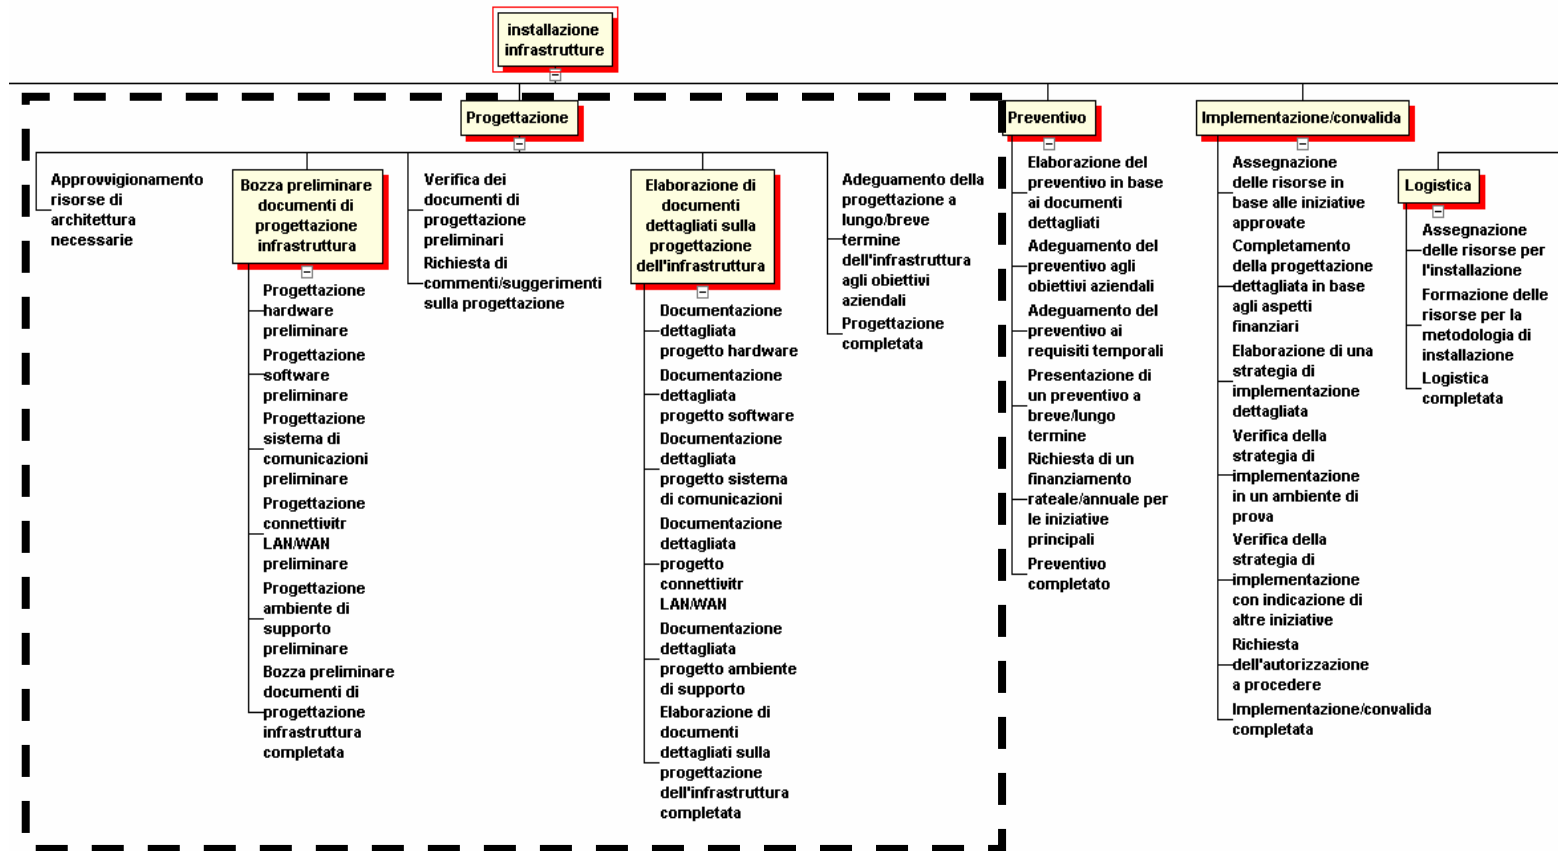 installazione
infrastrutture
Progettazione
Approvvigionamento
risorse di
architettura
necessarie
Bozza preliminare
documenti di
progettazione
infrastruttura
Progettazione
hardware
preliminare
Progettazione
software
preliminare
Progettazione
sistema di
comunicazioni
preliminare
Progettazione
connettivitr
LAN/WAN
preliminare
Progettazione
ambiente di
supporto
preliminare
Bozza preliminare
documenti di
progettazione
infrastruttura
completata
Verifica dei
documenti di
progettazione
preliminari
Richiesta di
commenti/suggerimenti
sulla progettazione
Elaborazione di
documenti
dettagliati sulla
progettazione
dell'infrastruttura
Documentazione
dettagliata
progetto hardware
Documentazione
dettagliata
progetto software
Documentazione
dettagliata
progetto sistema
di comunicazioni
Documentazione
dettagliata
progetto
connettivitr
LAN/WAN
Documentazione
dettagliata
progetto ambiente
di supporto
Elaborazione di
documenti
dettagliati sulla
progettazione
dell'infrastruttura
completata
Adeguamento della
progettazione a
lungo/breve
termine
dell'infrastruttura
agli obiettivi
aziendali
Progettazione
completata
Preventivo
Elaborazione del
preventivo in base
ai documenti
dettagliati
Adeguamento del
preventivo agli
obiettivi aziendali
Adeguamento del
preventivo ai
requisiti temporali
Presentazione di
un preventivo a
breve/lungo
termine
Richiesta di un
finanziamento
rateale/annuale per
le iniziative
principali
Preventivo
completato
Implementazione/convalida
Assegnazione
delle risorse in
base alle iniziative
approvate
Completamento
della progettazione
dettagliata in base
agli aspetti
finanziari
Elaborazione di una
strategia di
implementazione
dettagliata
Verifica della
strategia di
implementazione
in un ambiente di
prova
Verifica della
strategia di
implementazione
con indicazione di
altre iniziative
Richiesta
dell'autorizzazione
a procedere
Implementazione/convalida
completata
Logistica
Assegnazione
delle risorse per
l'installazione
Formazione delle
risorse per la
metodologia di
installazione
Logistica
completata